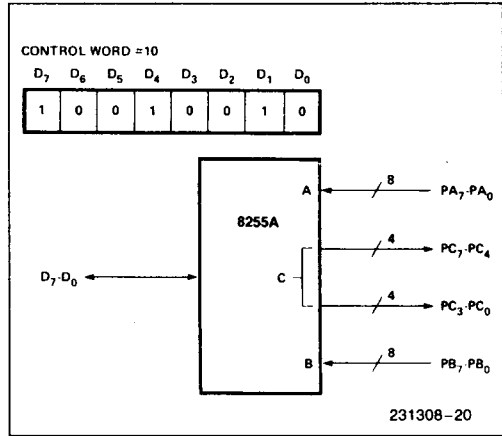 CONTROL WORD #10
D7 D6 D5 D4 D3 D2 D1 D0
1 0 0 1 0 0 1 0
A 8 PA7-PA0
8255A
4 PC7-PC4
D7-D0 C
4 PC3-PC0
B 8 PB7-PB0
231308-20